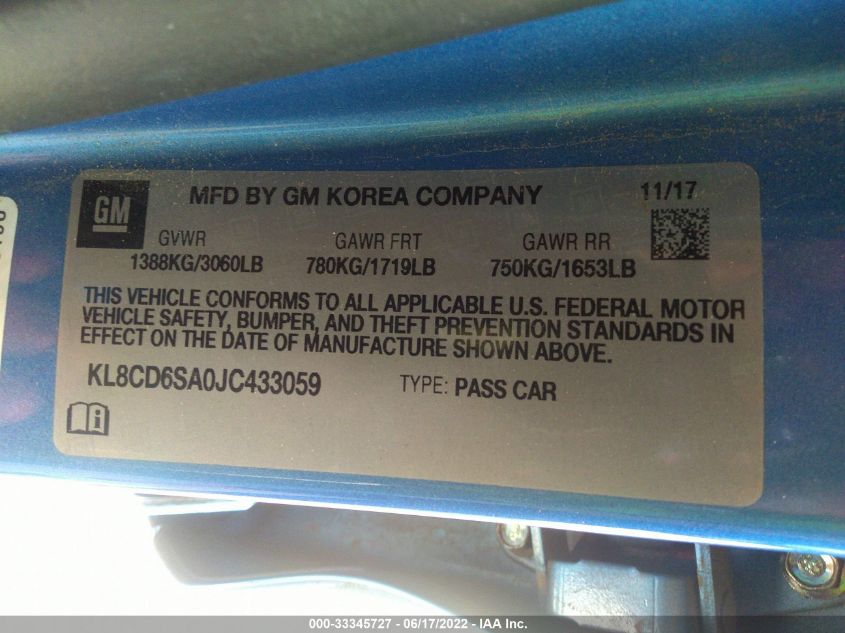 GM
MFD BY GM KOREA COMPANY
11/17
GVWR
GAWR FRT
GAWR RR
1388KG/3060LB
780KG/1719LB
750KG/1653LB
THIS VEHICLE CONFORMS TO ALL APPLICABLE U.S. FEDERAL MOTOR
VEHICLE SAFETY, BUMPER, AND THEFT PREVENTION STANDARDS IN
EFFECT ON THE DATE OF MANUFACTURE SHOWN ABOVE.
KL8CD6SA0JC433059
TYPE: PASS CAR
000-33345727 - 06/17/2022 - IAA Inc.